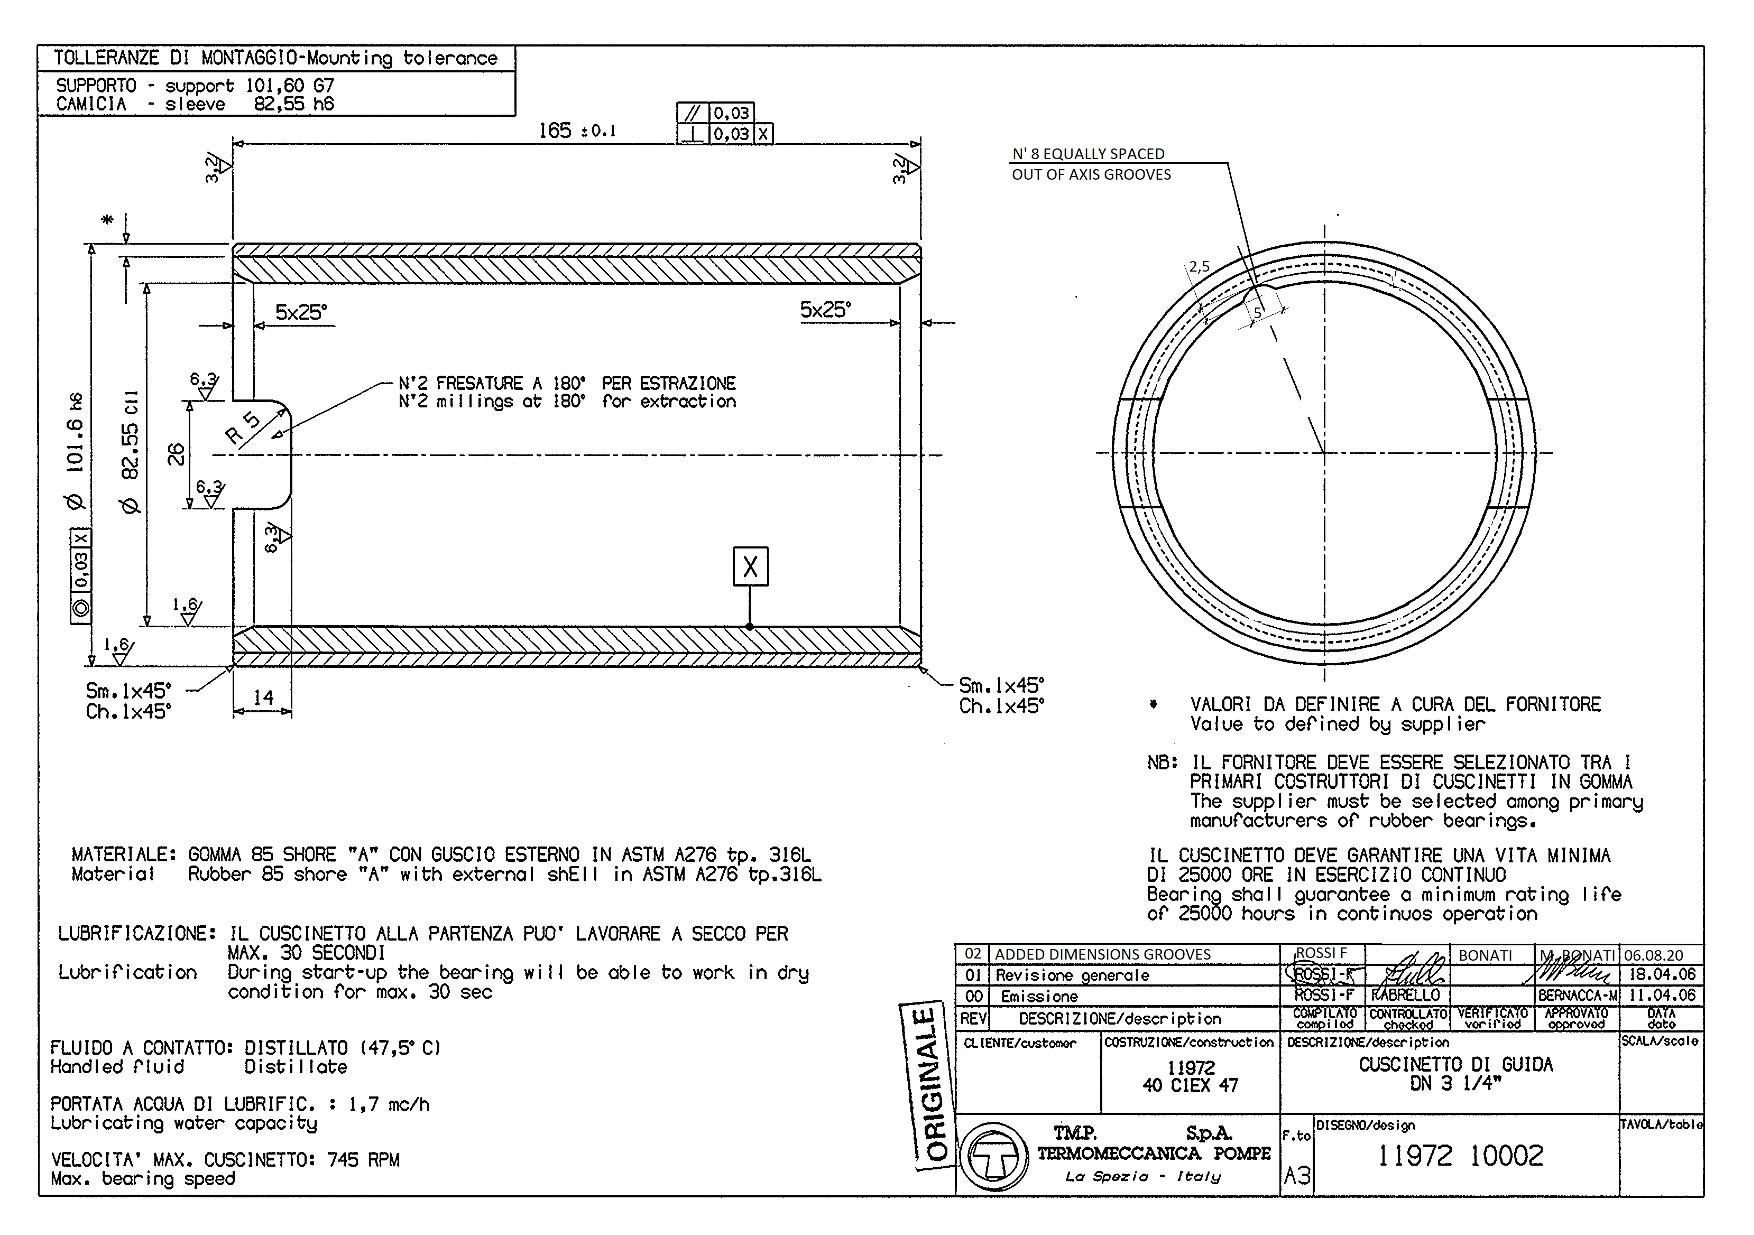 TOLLERANZE DI MONTAGGIO-Mounting tolerance
SUPPORTO - support 101,60 G7
CAMICIA - sleeve 82,55 h6
165 ±0.1
// 0,03
⊥ 0,03 X
3,2
3,2
*
5x25°
5x25°
6,3
N°2 FRESATURE A 180° PER ESTRAZIONE
N°2 millings at 180° for extraction
R 5
26
6,3
6,3
Ø 101.6 h6
Ø 82.55 C11
◎ 0,03 X
X
1,6
1,6
Sm.1x45°
Ch.1x45°
14
Sm.1x45°
Ch.1x45°
N' 8 EQUALLY SPACED
OUT OF AXIS GROOVES
2,5
5
* VALORI DA DEFINIRE A CURA DEL FORNITORE
Value to defined by supplier
NB: IL FORNITORE DEVE ESSERE SELEZIONATO TRA I
PRIMARI COSTRUTTORI DI CUSCINETTI IN GOMMA
The supplier must be selected among primary
manufacturers of rubber bearings.
IL CUSCINETTO DEVE GARANTIRE UNA VITA MINIMA
DI 25000 ORE IN ESERCIZIO CONTINUO
Bearing shall guarantee a minimum rating life
of 25000 hours in continuos operation
MATERIALE: GOMMA 85 SHORE "A" CON GUSCIO ESTERNO IN ASTM A276 tp. 316L
Material Rubber 85 shore "A" with external shEll in ASTM A276 tp.316L
LUBRIFICAZIONE: IL CUSCINETTO ALLA PARTENZA PUO' LAVORARE A SECCO PER
MAX. 30 SECONDI
Lubrification During start-up the bearing will be able to work in dry
condition for max. 30 sec
FLUIDO A CONTATTO: DISTILLATO (47,5° C)
Handled fluid Distillate
PORTATA ACQUA DI LUBRIFIC. : 1,7 mc/h
Lubricating water capacity
VELOCITA' MAX. CUSCINETTO: 745 RPM
Max. bearing speed
ORIGINALE
02 ADDED DIMENSIONS GROOVES ROSSI F BONATI M. BONATI 06.08.20
01 Revisione generale ROSSI-F 18.04.06
00 Emissione ROSSI-F RABRELLO BERNACCA-M 11.04.06
REV DESCRIZIONE/description COMPILATO CONTROLLATO VERIFICATO APPROVATO DATA
compiled checked verified approved date
CLIENTE/customer COSTRUZIONE/construction DESCRIZIONE/description SCALA/scale
11972
40 C1EX 47
CUSCINETTO DI GUIDA
DN 3 1/4"
T.M.P. S.p.A.
TERMOMECCANICA POMPE
La Spezia - Italy
F.to
A3
DISEGNO/design
11972 10002
TAVOLA/table